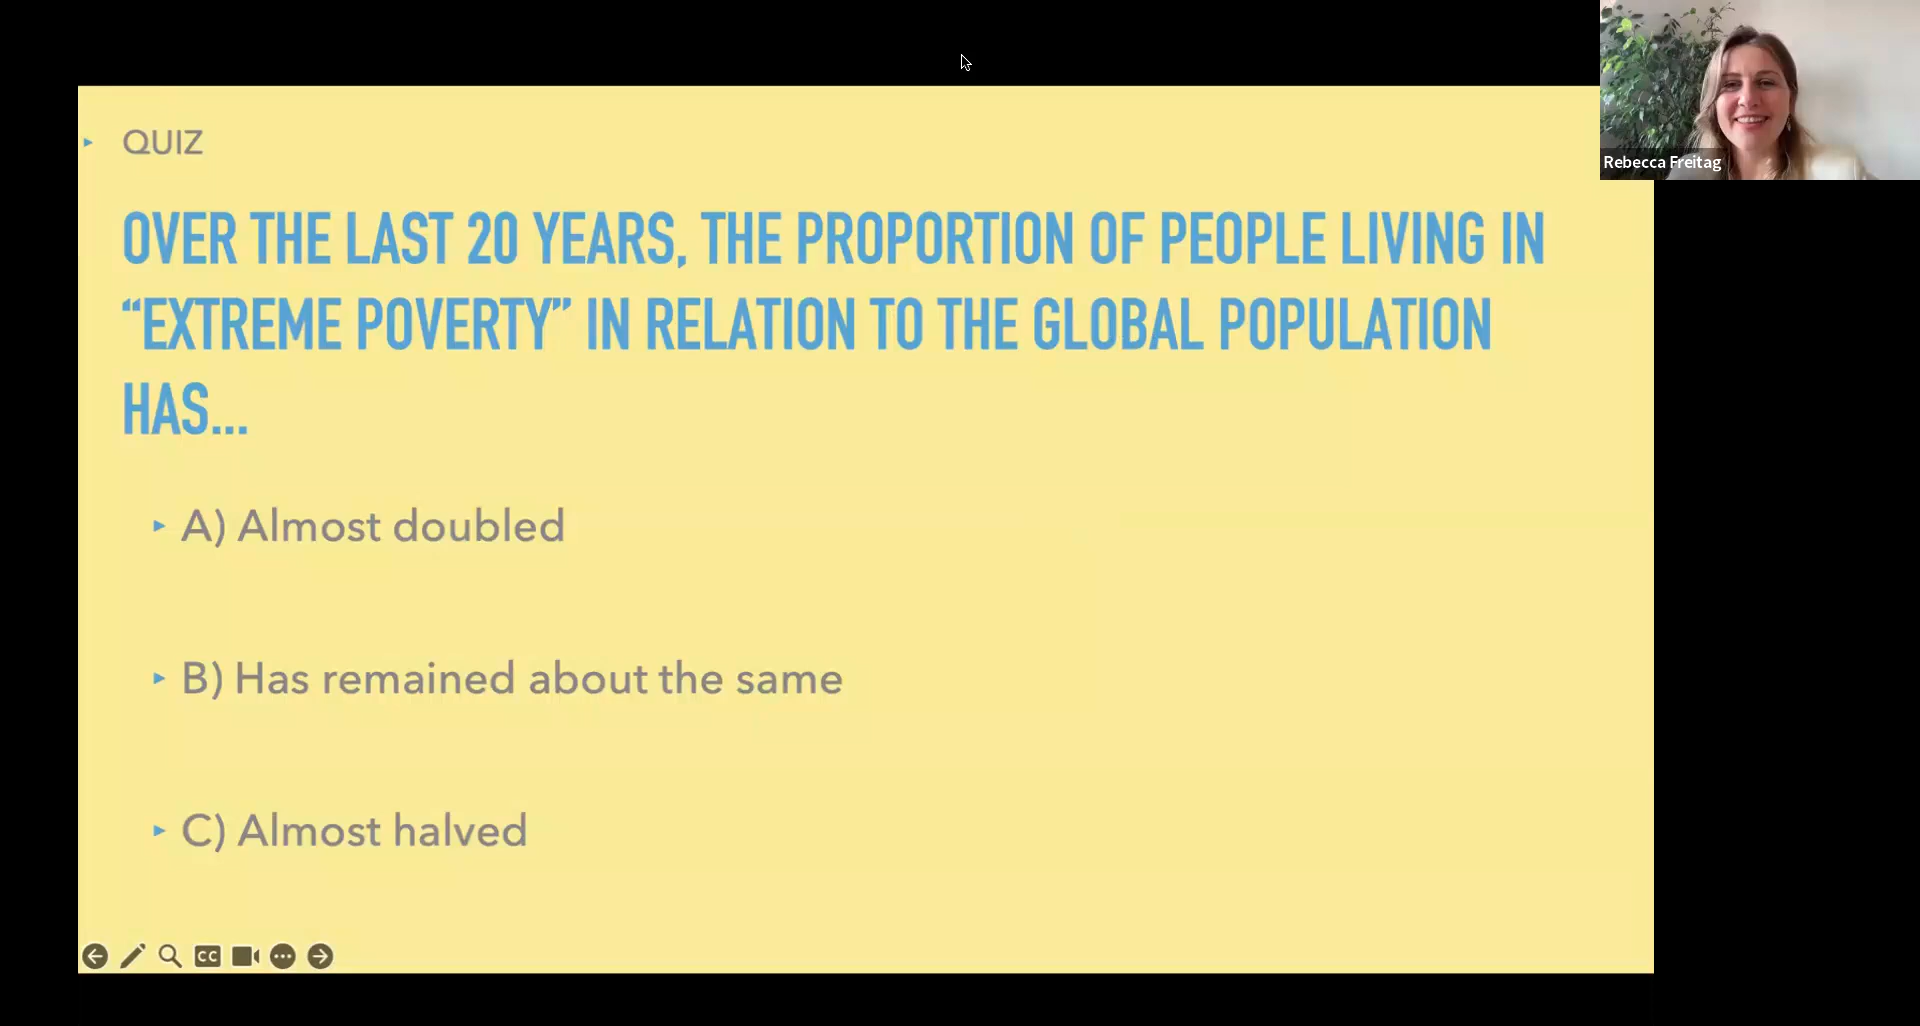 QUIZ
OVER THE LAST 20 YEARS, THE PROPORTION OF PEOPLE LIVING IN
“EXTREME POVERTY” IN RELATION TO THE GLOBAL POPULATION
HAS...
A) Almost doubled
B) Has remained about the same
C) Almost halved
Rebecca Freitag
CC